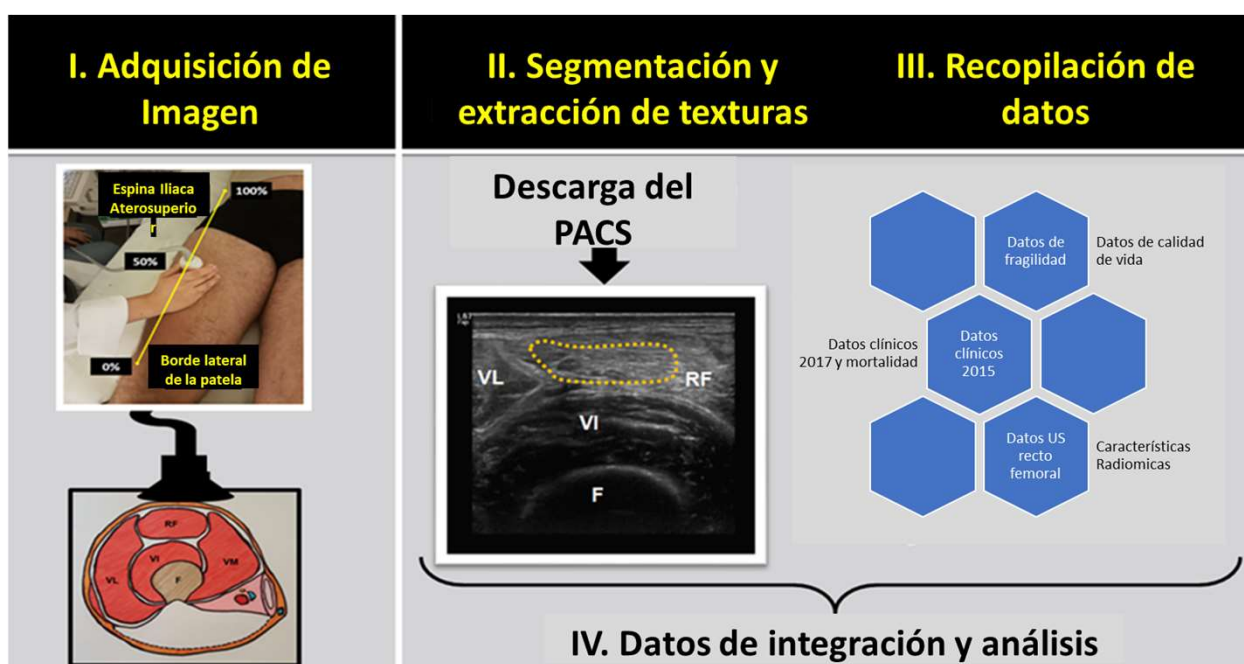 I. Adquisición de
Imagen
II. Segmentación y
extracción de texturas
III. Recopilación de
datos
Espina Iliaca
Aterosuperio
r
100%
50%
0%
Borde lateral
de la patela
RF
VI
VL
VM
F
Descarga del
PACS
VL
RF
VI
F
Datos de
fragilidad
Datos de calidad
de vida
Datos clínicos
2017 y mortalidad
Datos
clínicos
2015
Datos US
recto
femoral
Características
Radiomicas
IV. Datos de integración y análisis